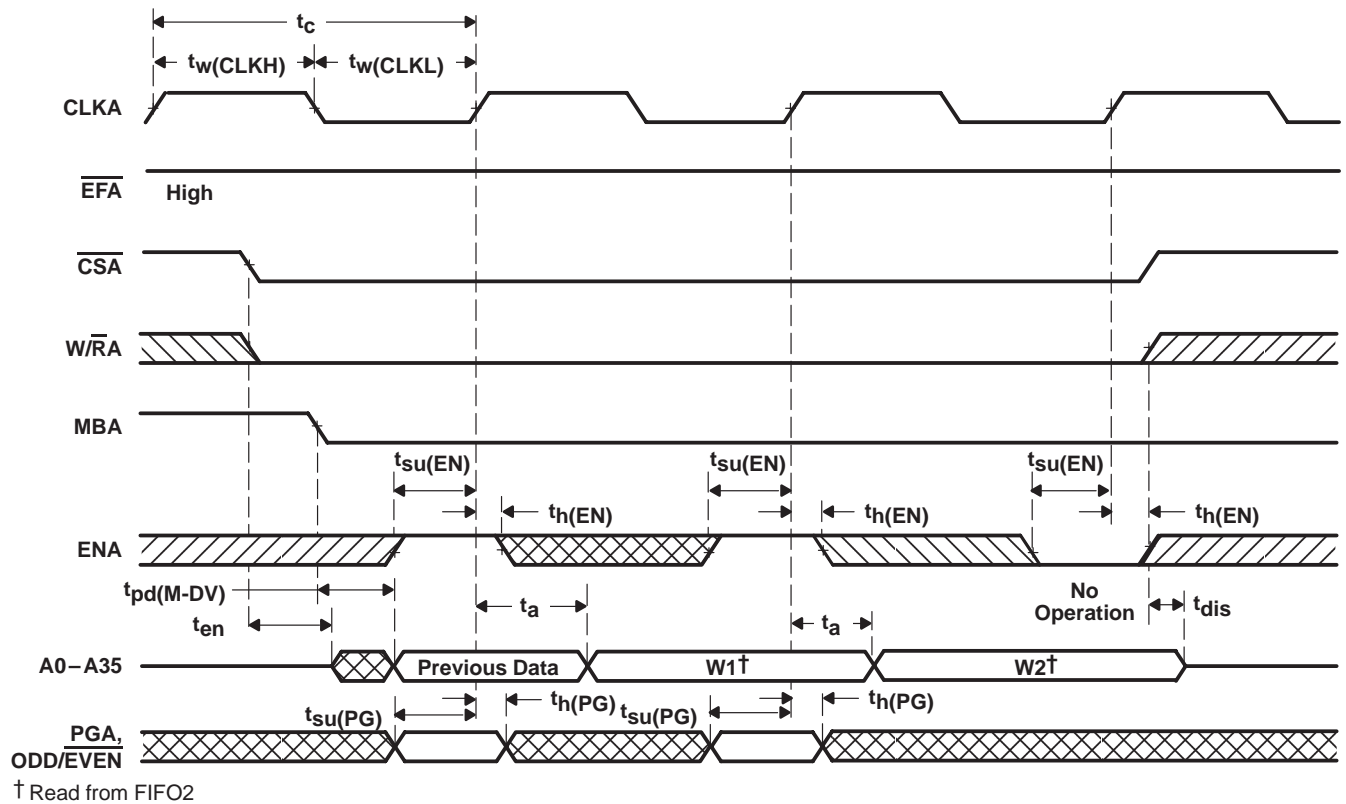 tc
tw(CLKH) tw(CLKL)
CLKA
EFA High
CSA
W/RA
MBA
tsu(EN) tsu(EN) tsu(EN)
th(EN) th(EN) th(EN)
ENA
tpd(M-DV) ta No Operation tdis
ten ta
A0–A35 Previous Data W1† W2†
tsu(PG) th(PG) tsu(PG) th(PG)
PGA,
ODD/EVEN
† Read from FIFO2